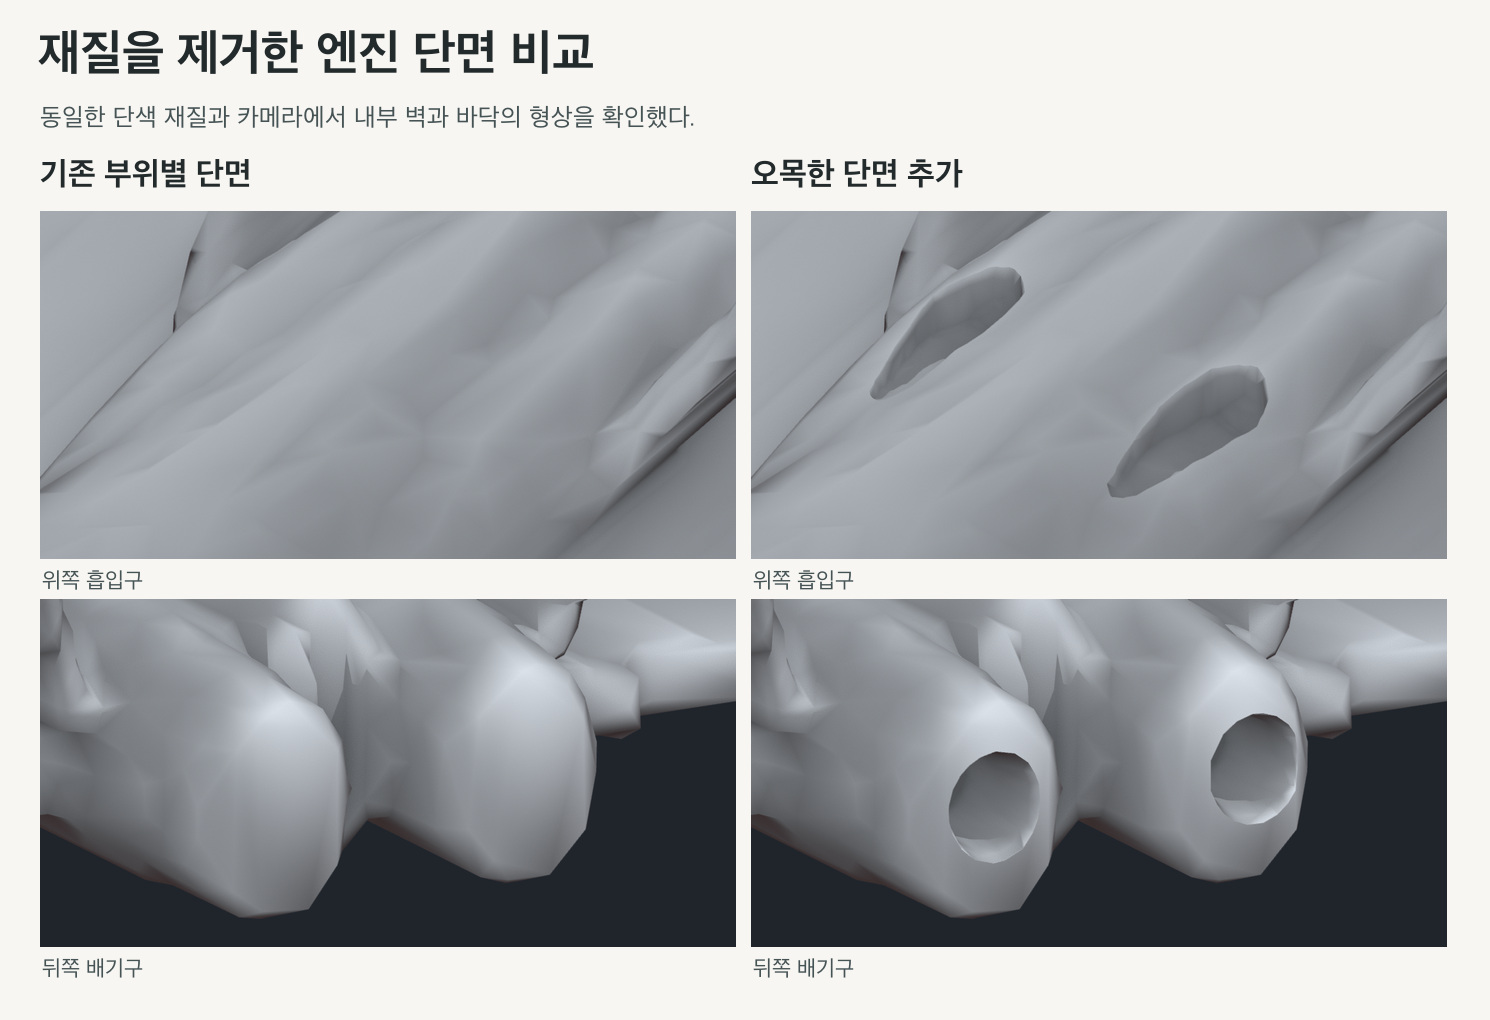 재질을 제거한 엔진 단면 비교
동일한 단색 재질과 카메라에서 내부 벽과 바닥의 형상을 확인했다.
기존 부위별 단면
오목한 단면 추가
위쪽 흡입구
위쪽 흡입구
뒤쪽 배기구
뒤쪽 배기구